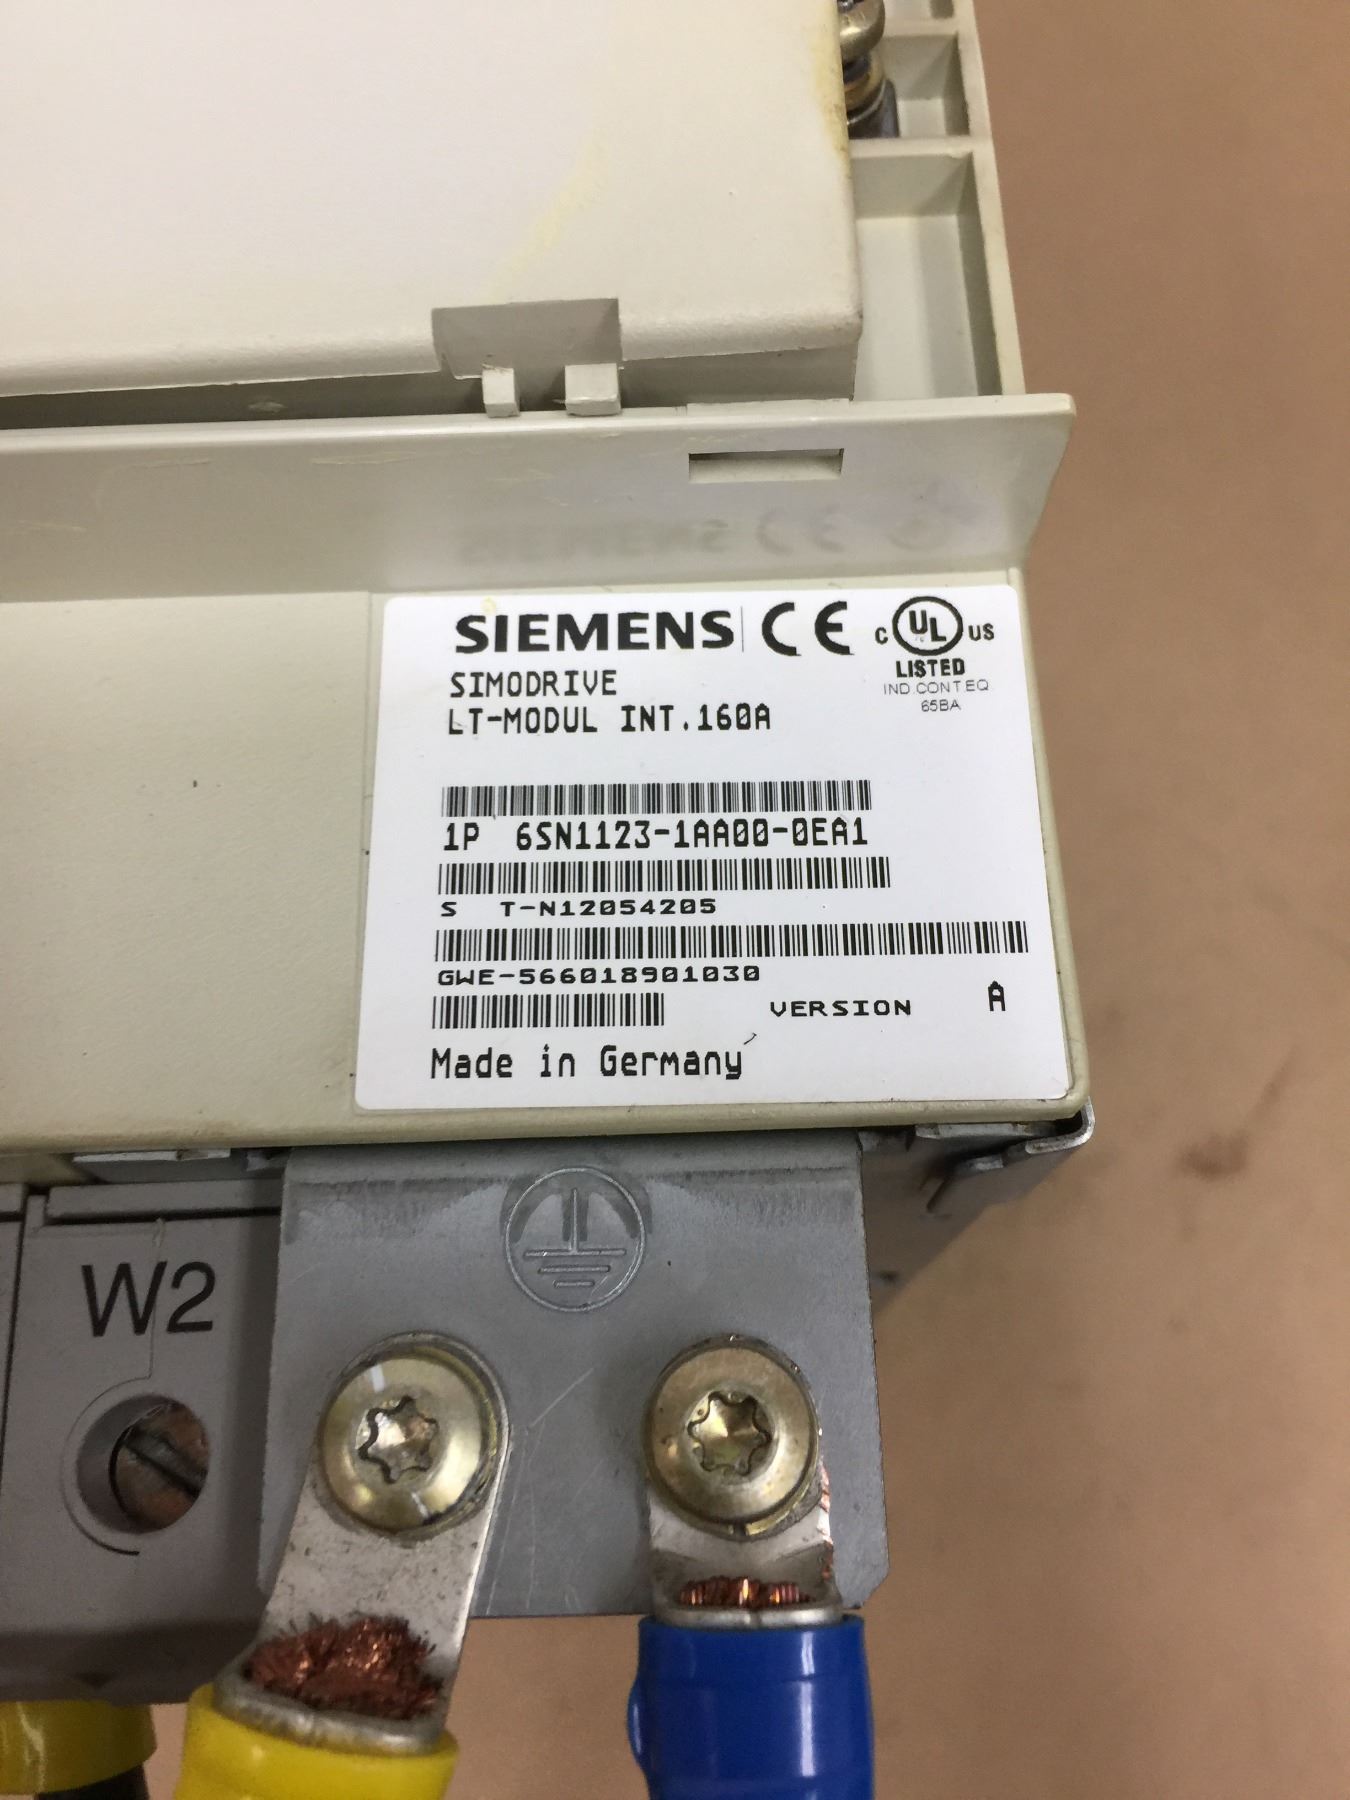 SIEMENS CE C UL US
LISTED
IND.CONT.EQ.
65BA
SIMODRIVE
LT-MODUL INT.160A
1P 6SN1123-1AA00-0EA1
S T-N12054205
GWE-566018901030
VERSION A
Made in Germany
W2